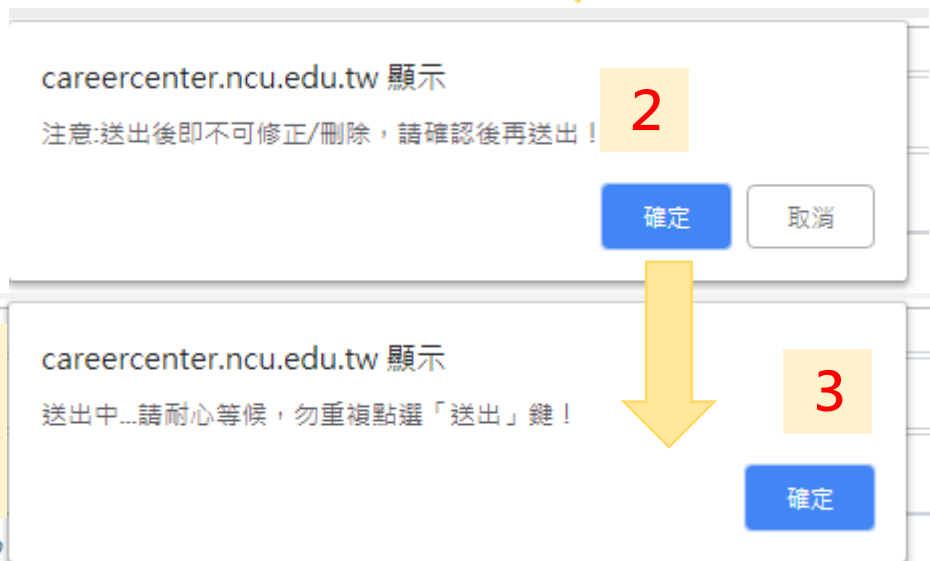 careercenter.ncu.edu.tw 顯示
2
注意:送出後即不可修正/刪除，請確認後再送出！
確定
取消
careercenter.ncu.edu.tw 顯示
3
送出中...請耐心等候，勿重複點選「送出」鍵！
確定